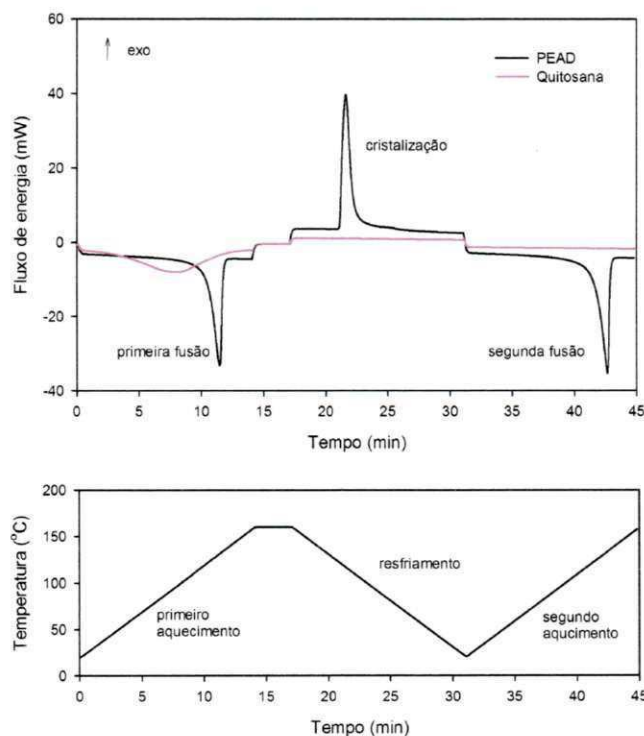 60
40
20
0
-20
-40
Fluxo de energia (mW)
exo
PEAD
Quitosana
cristalização
primeira fusão
segunda fusão
0 5 10 15 20 25 30 35 40 45
Tempo (min)
200
150
100
50
0
Temperatura (°C)
primeiro
aquecimento
resfriamento
segundo
aqucimento
0 5 10 15 20 25 30 35 40 45
Tempo (min)